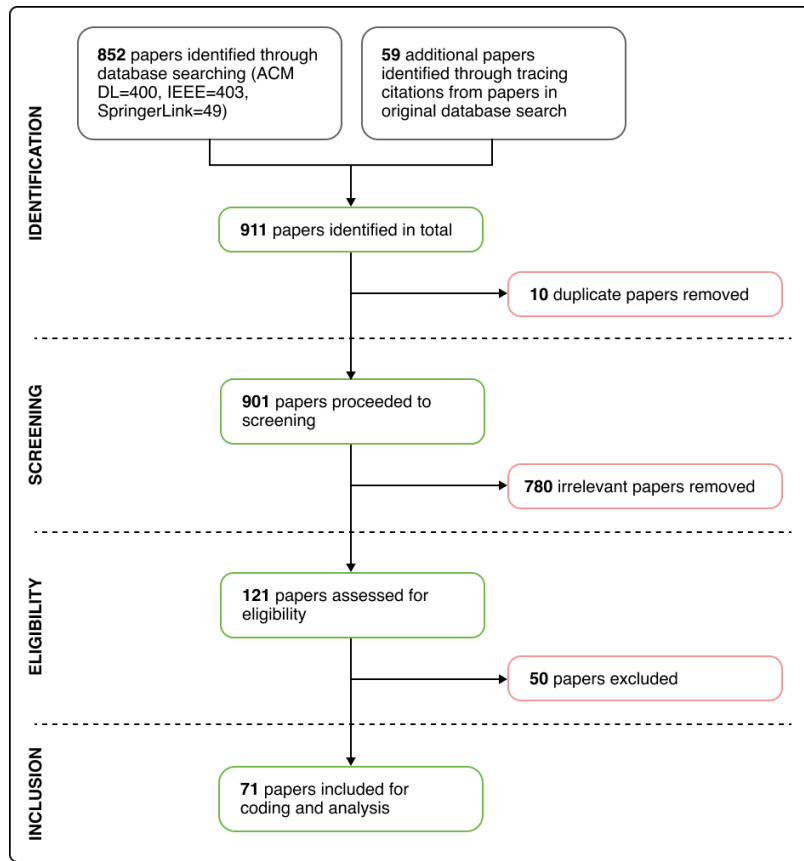 852 papers identified through
database searching (ACM
DL=400, IEEE=403,
SpringerLink=49)
59 additional papers
identified through tracing
citations from papers in
original database search
IDENTIFICATION
911 papers identified in total
10 duplicate papers removed
SCREENING
901 papers proceeded to
screening
780 irrelevant papers removed
ELIGIBILITY
121 papers assessed for
eligibility
50 papers excluded
INCLUSION
71 papers included for
coding and analysis